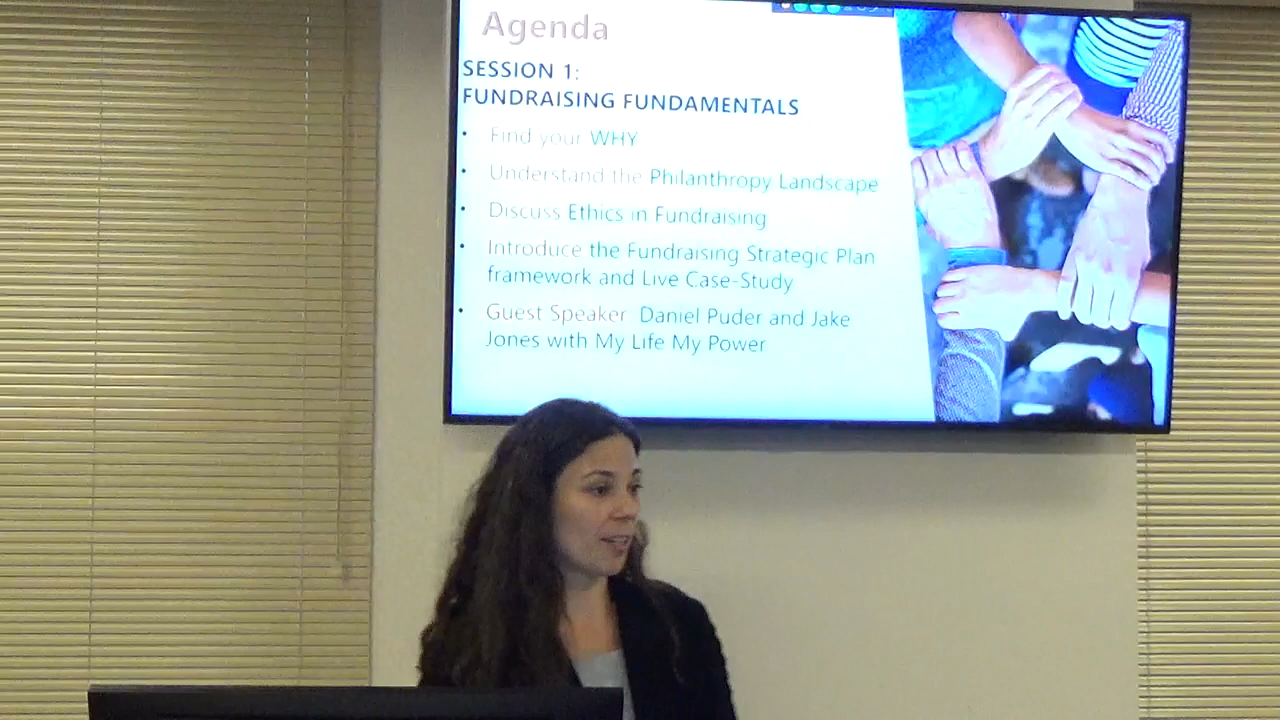 Agenda
SESSION 1:
FUNDRAISING FUNDAMENTALS
• Find your WHY
• Understand the Philanthropy Landscape
• Discuss Ethics in Fundraising
• Introduce the Fundraising Strategic Plan
framework and Live Case-Study
• Guest Speaker Daniel Puder and Jake
Jones with My Life My Power